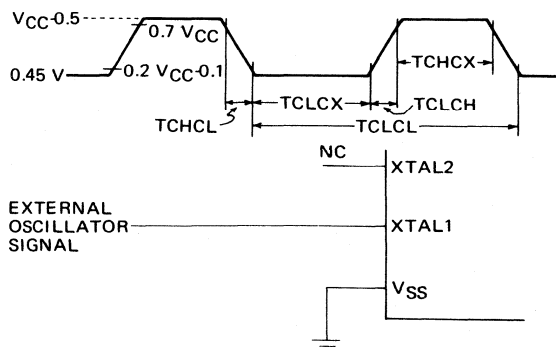 VCC-0.5
0.7 VCC
0.45 V
0.2 VCC-0.1
TCHCX
TCLCX
TCLCH
TCHCL
TCLCL
NC
XTAL2
EXTERNAL
OSCILLATOR
SIGNAL
XTAL1
VSS